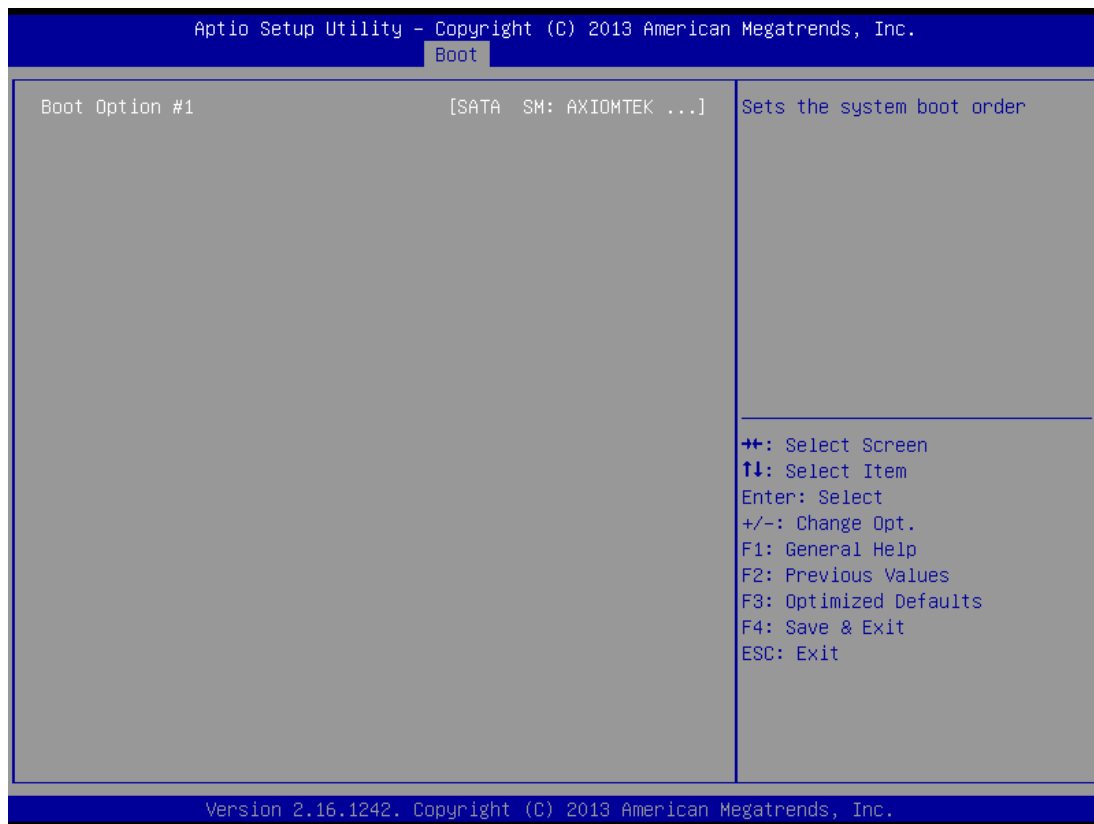 Aptio Setup Utility – Copyright (C) 2013 American Megatrends, Inc.
Boot
Boot Option #1 [SATA SM: AXIOMTEK ...]
Sets the system boot order
→←: Select Screen
↑↓: Select Item
Enter: Select
+/-: Change Opt.
F1: General Help
F2: Previous Values
F3: Optimized Defaults
F4: Save & Exit
ESC: Exit
Version 2.16.1242. Copyright (C) 2013 American Megatrends, Inc.